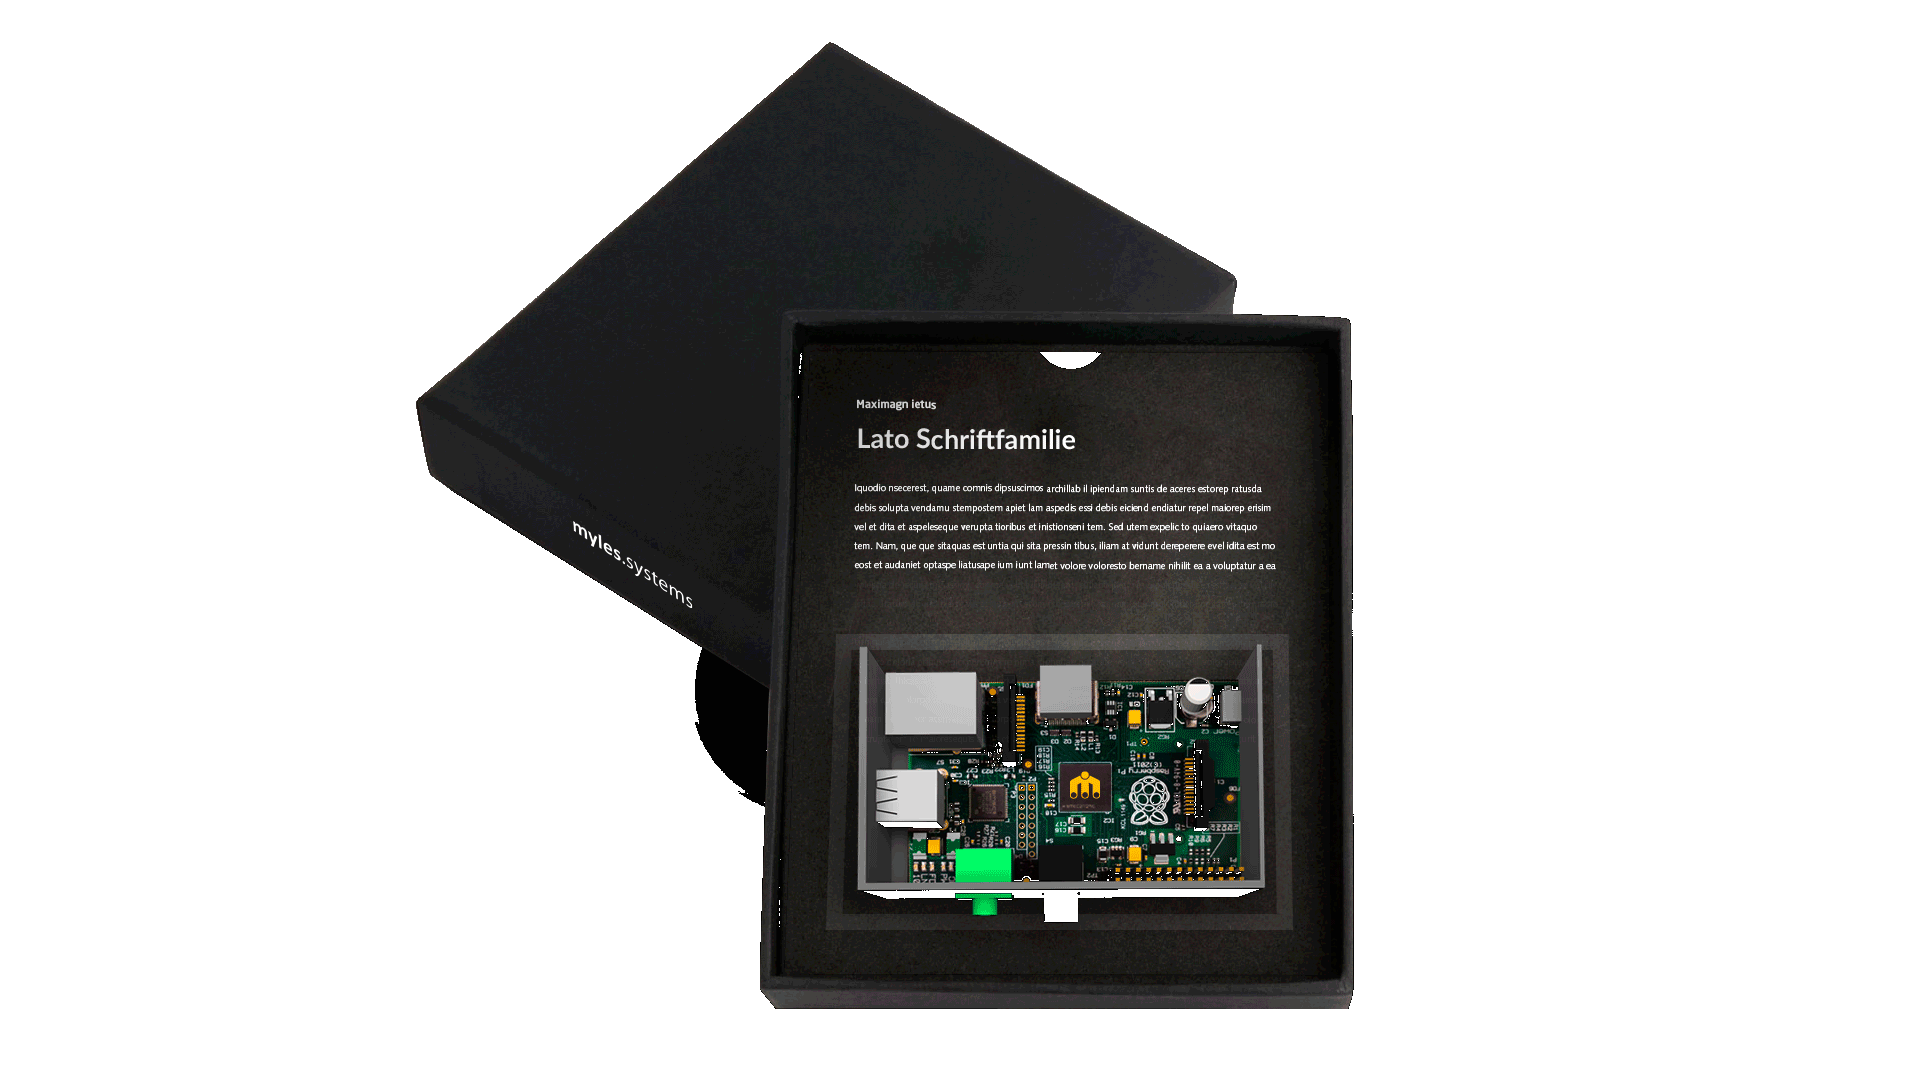 Maximagn ietus
Lato Schriftfamilie
Iquodio nsecerest, quame comnis dipsuscimos archillab il ipiendam suntis de aceres estorep ratusda
debis solupta vendamu stempostem apiet lam aspedis essi debis eiciend endiatur repel maiorep erisim
vel et dita et aspeleseque verupta tioribus et inistionseni tem. Sed utem expelic to quiaero vitaquo
tem. Nam, que que sitaquas est untia qui sita pressin tibus, iliam at vidunt dereperere evel idita est mo
eost et audaniet optaspe liatusape ium iunt lamet volore voloresto bername nihilit ea a voluptatur a ea
myles.systems
Raspberry Pi
(c)2011